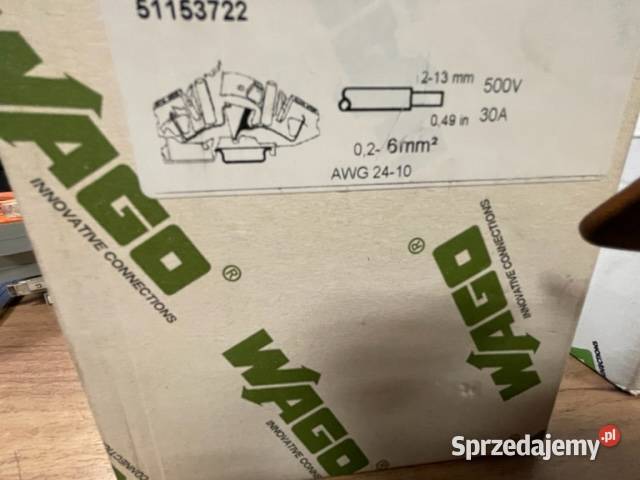 51153722
2-13 mm 500V
0,49 in 30A
0,2- 6mm²
AWG 24-10
WAGO®
INNOVATIVE CONNECTIONS
WAGO®
INNOVATIVE CONNECTIONS
WAGO®
INNOVATIVE CONNECTIONS
Sprzedajemy.pl